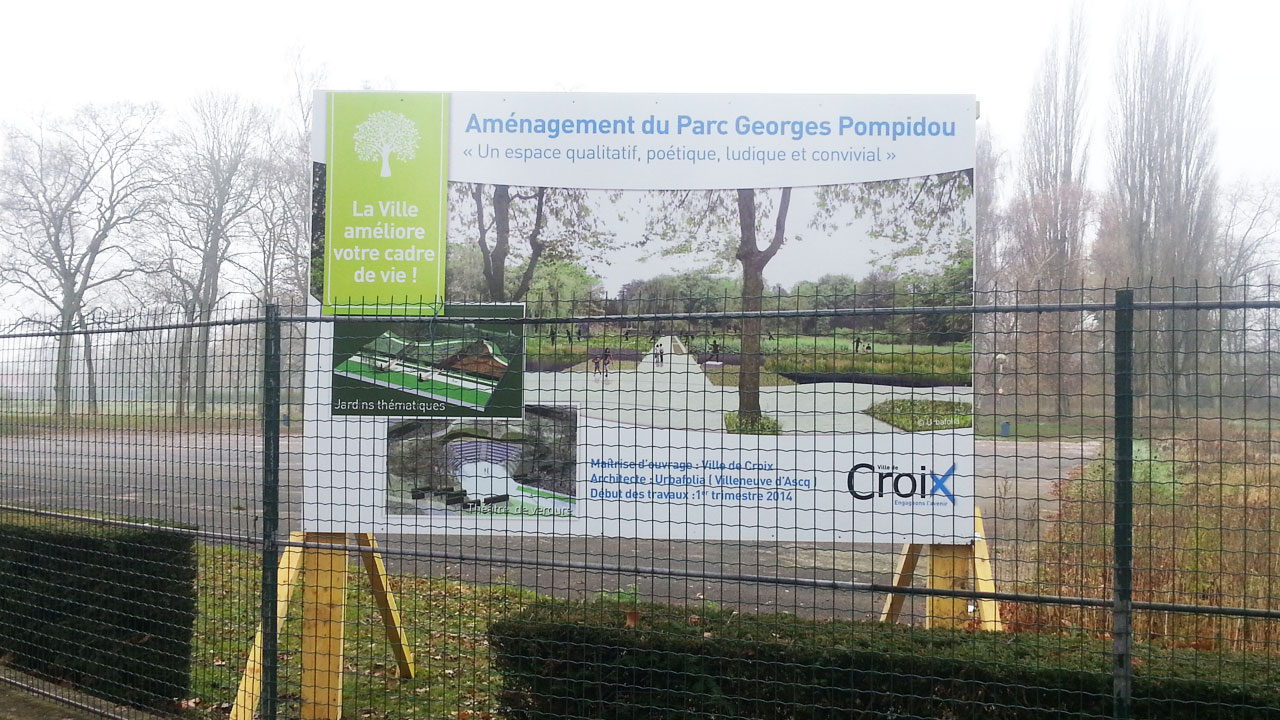 Aménagement du Parc Georges Pompidou
« Un espace qualitatif, poétique, ludique et convivial »
La Ville
améliore
votre cadre
de vie !
Jardins thématiques
© Urbafolia
Théâtre de verdure
Maîtrise d'ouvrage : Ville de Croix
Architecte : Urbafolia ( Villeneuve d'Ascq )
Début des travaux :1er trimestre 2014
Ville de
Croix
Engageons l'avenir